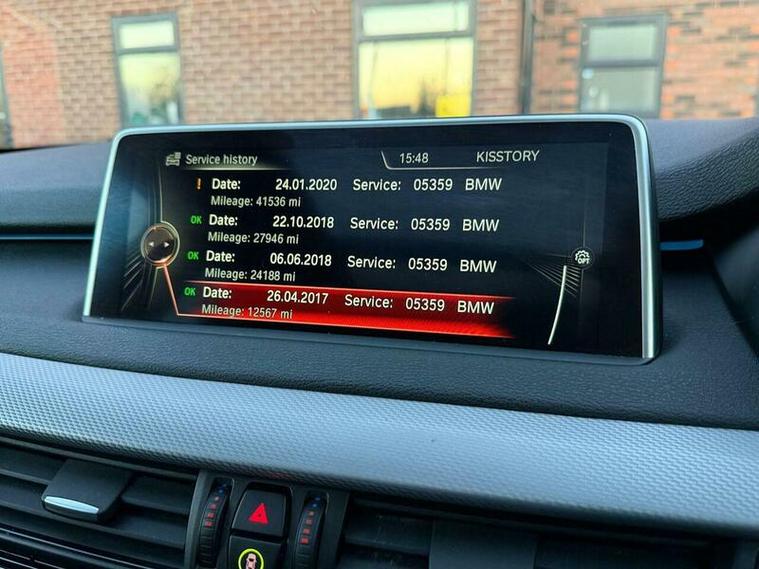 Service history 15:48 KISSTORY
! Date: 24.01.2020 Service: 05359 BMW
Mileage: 41536 mi
OK Date: 22.10.2018 Service: 05359 BMW
Mileage: 27946 mi
OK Date: 06.06.2018 Service: 05359 BMW
Mileage: 24188 mi
OK Date: 26.04.2017 Service: 05359 BMW
Mileage: 12567 mi
OPT